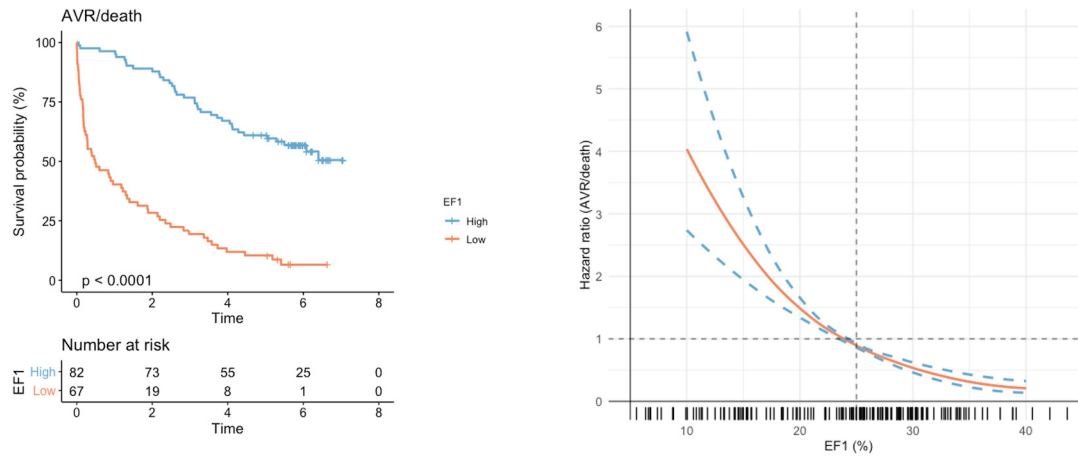 AVR/death
Survival probability (%)
100
75
50
25
0
p < 0.0001
0 2 4 6 8
Time
EF1
High
Low
Number at risk
EF1
High 82 73 55 25 0
Low 67 19 8 1 0
0 2 4 6 8
Time
Hazard ratio (AVR/death)
6
5
4
3
2
1
0
10 20 30 40
EF1 (%)